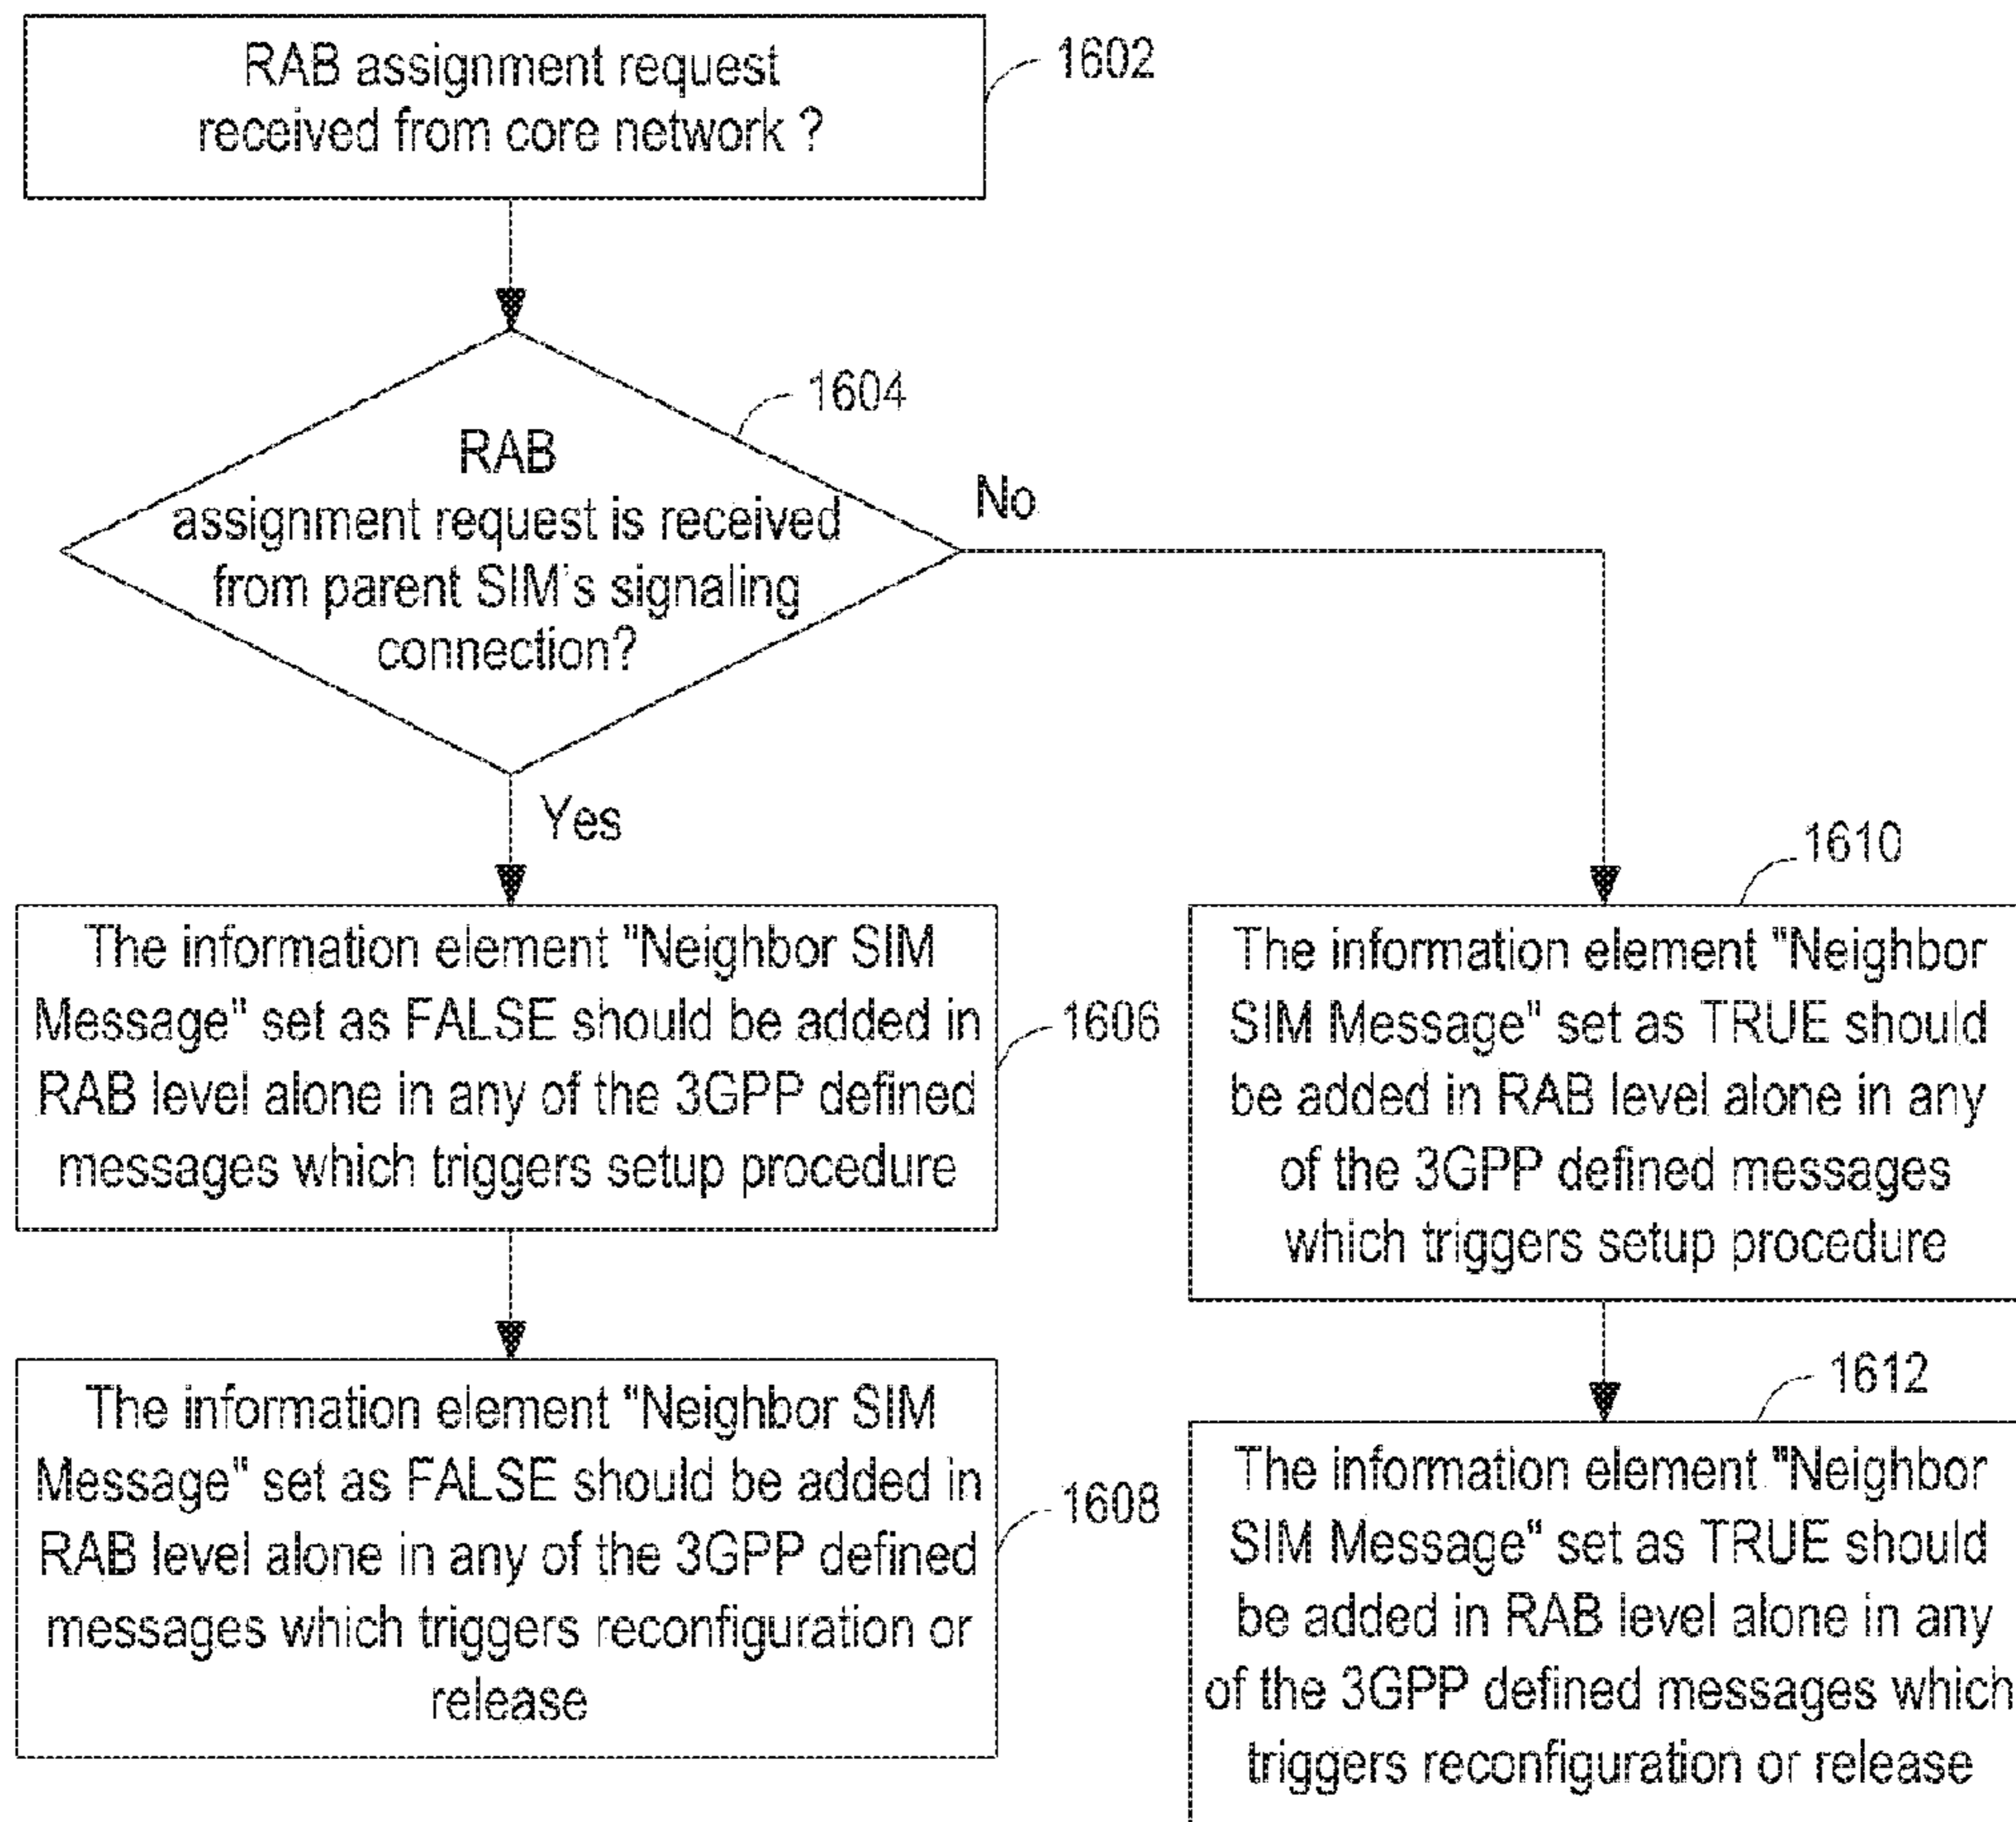 RAB assignment request
received from core network ?
1602
1604
RAB
assignment request is received
from parent SIM's signaling
connection?
No
Yes
The information element "Neighbor SIM
Message" set as FALSE should be added in
RAB level alone in any of the 3GPP defined
messages which triggers setup procedure
1606
The information element "Neighbor SIM
Message" set as FALSE should be added in
RAB level alone in any of the 3GPP defined
messages which triggers reconfiguration or
release
1608
1610
The information element "Neighbor
SIM Message" set as TRUE should
be added in RAB level alone in any
of the 3GPP defined messages
which triggers setup procedure
1612
The information element "Neighbor
SIM Message" set as TRUE should
be added in RAB level alone in any
of the 3GPP defined messages which
triggers reconfiguration or release